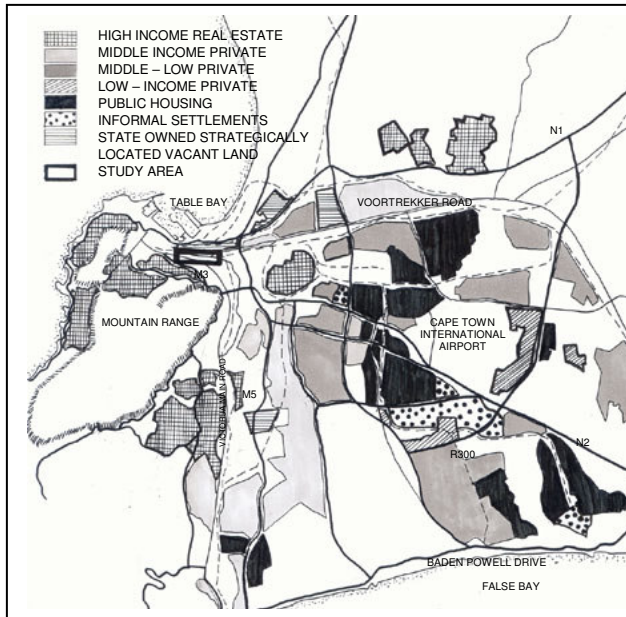 HIGH INCOME REAL ESTATE
MIDDLE INCOME PRIVATE
MIDDLE – LOW PRIVATE
LOW – INCOME PRIVATE
PUBLIC HOUSING
INFORMAL SETTLEMENTS
STATE OWNED STRATEGICALLY
LOCATED VACANT LAND
STUDY AREA
N1
TABLE BAY
VOORTREKKER ROAD
M3
MOUNTAIN RANGE
CAPE TOWN
INTERNATIONAL
AIRPORT
M5
N2
R300
BADEN POWELL DRIVE
FALSE BAY